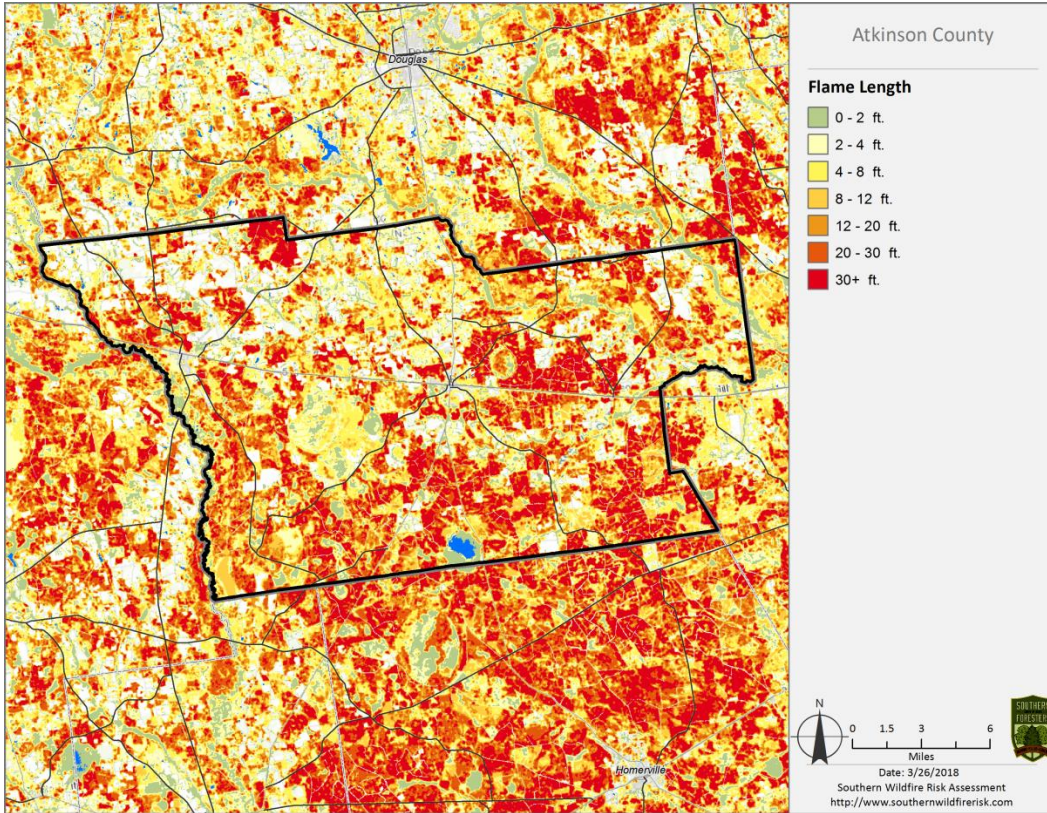 Atkinson County
Flame Length
0 - 2 ft.
2 - 4 ft.
4 - 8 ft.
8 - 12 ft.
12 - 20 ft.
20 - 30 ft.
30+ ft.
Douglas
Homerville
N
0 1.5 3 6
Miles
SOUTHERN
FORESTERS
Date: 3/26/2018
Southern Wildfire Risk Assessment
http://www.southernwildfirerisk.com